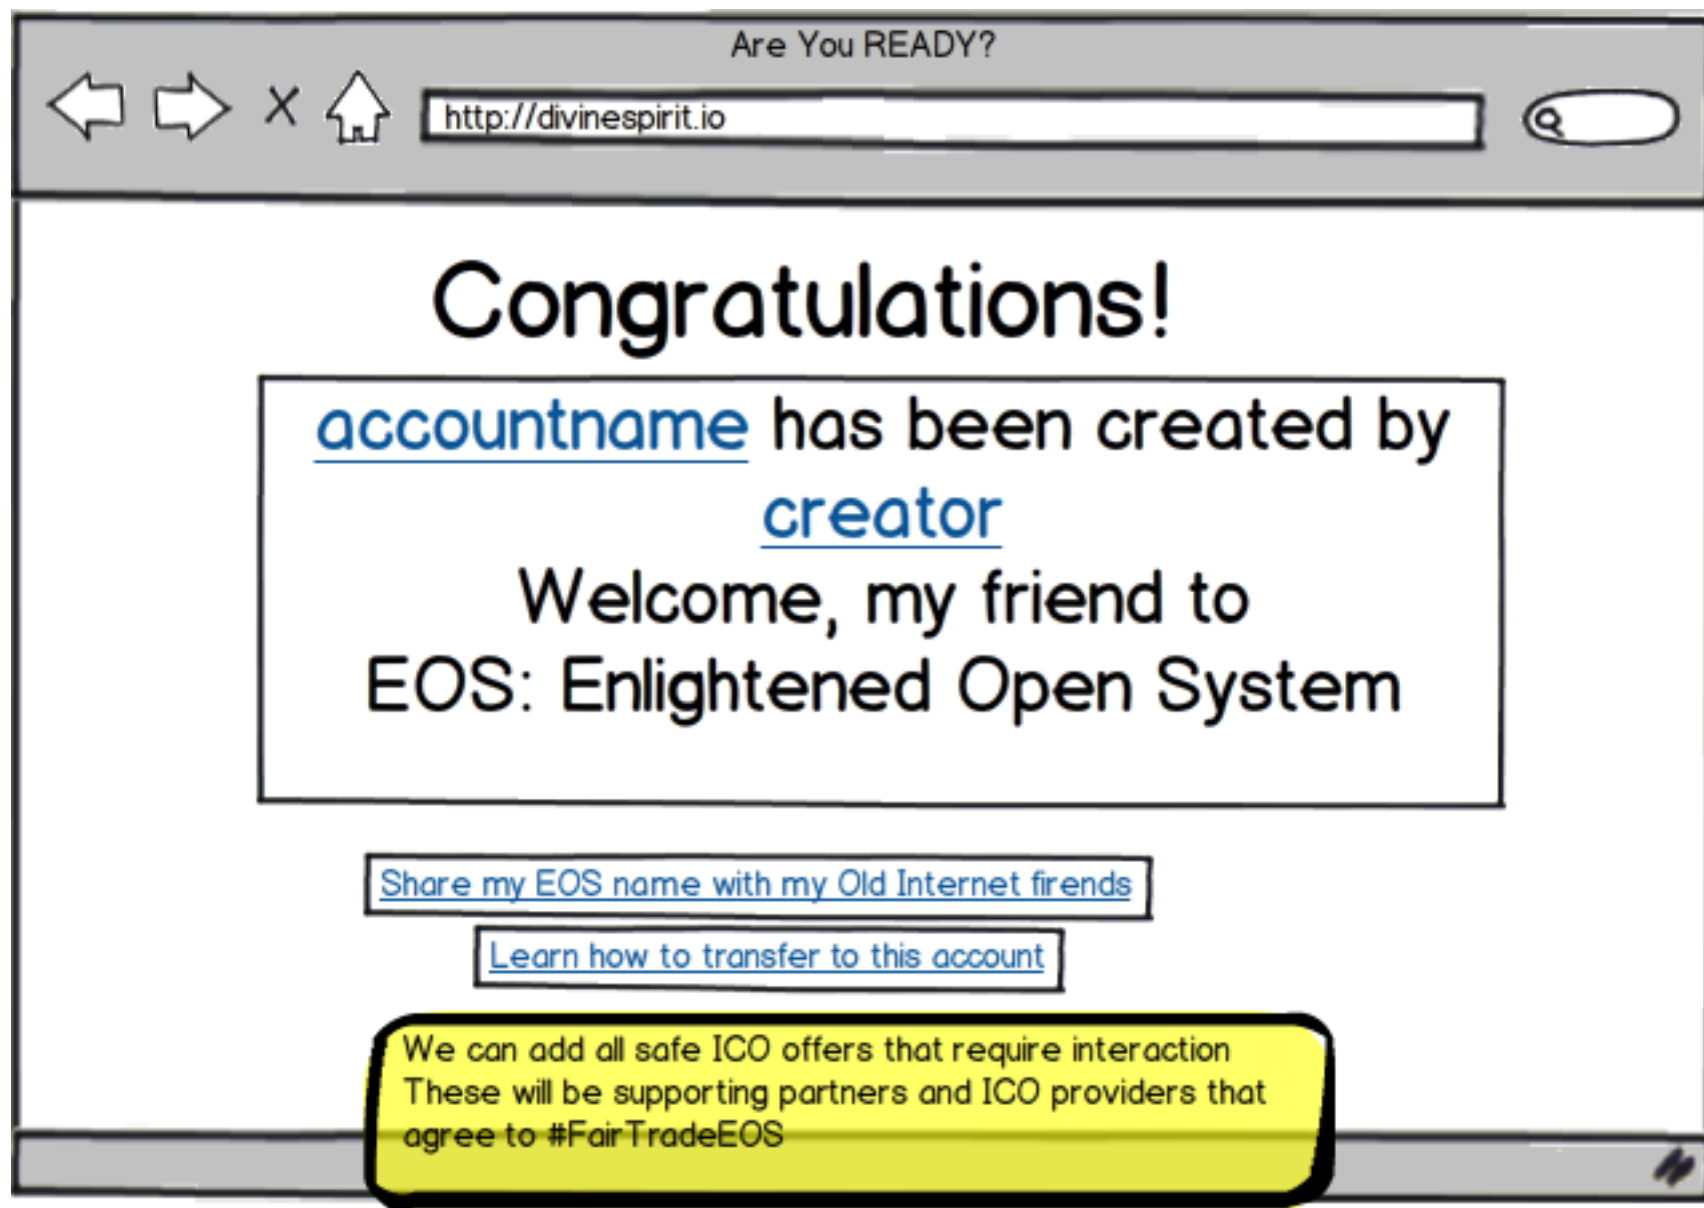 Are You READY?
http://divinespirit.io
Congratulations!
accountname has been created by
creator
Welcome, my friend to
EOS: Enlightened Open System
Share my EOS name with my Old Internet firends
Learn how to transfer to this account
We can add all safe ICO offers that require interaction
These will be supporting partners and ICO providers that
agree to #FairTradeEOS